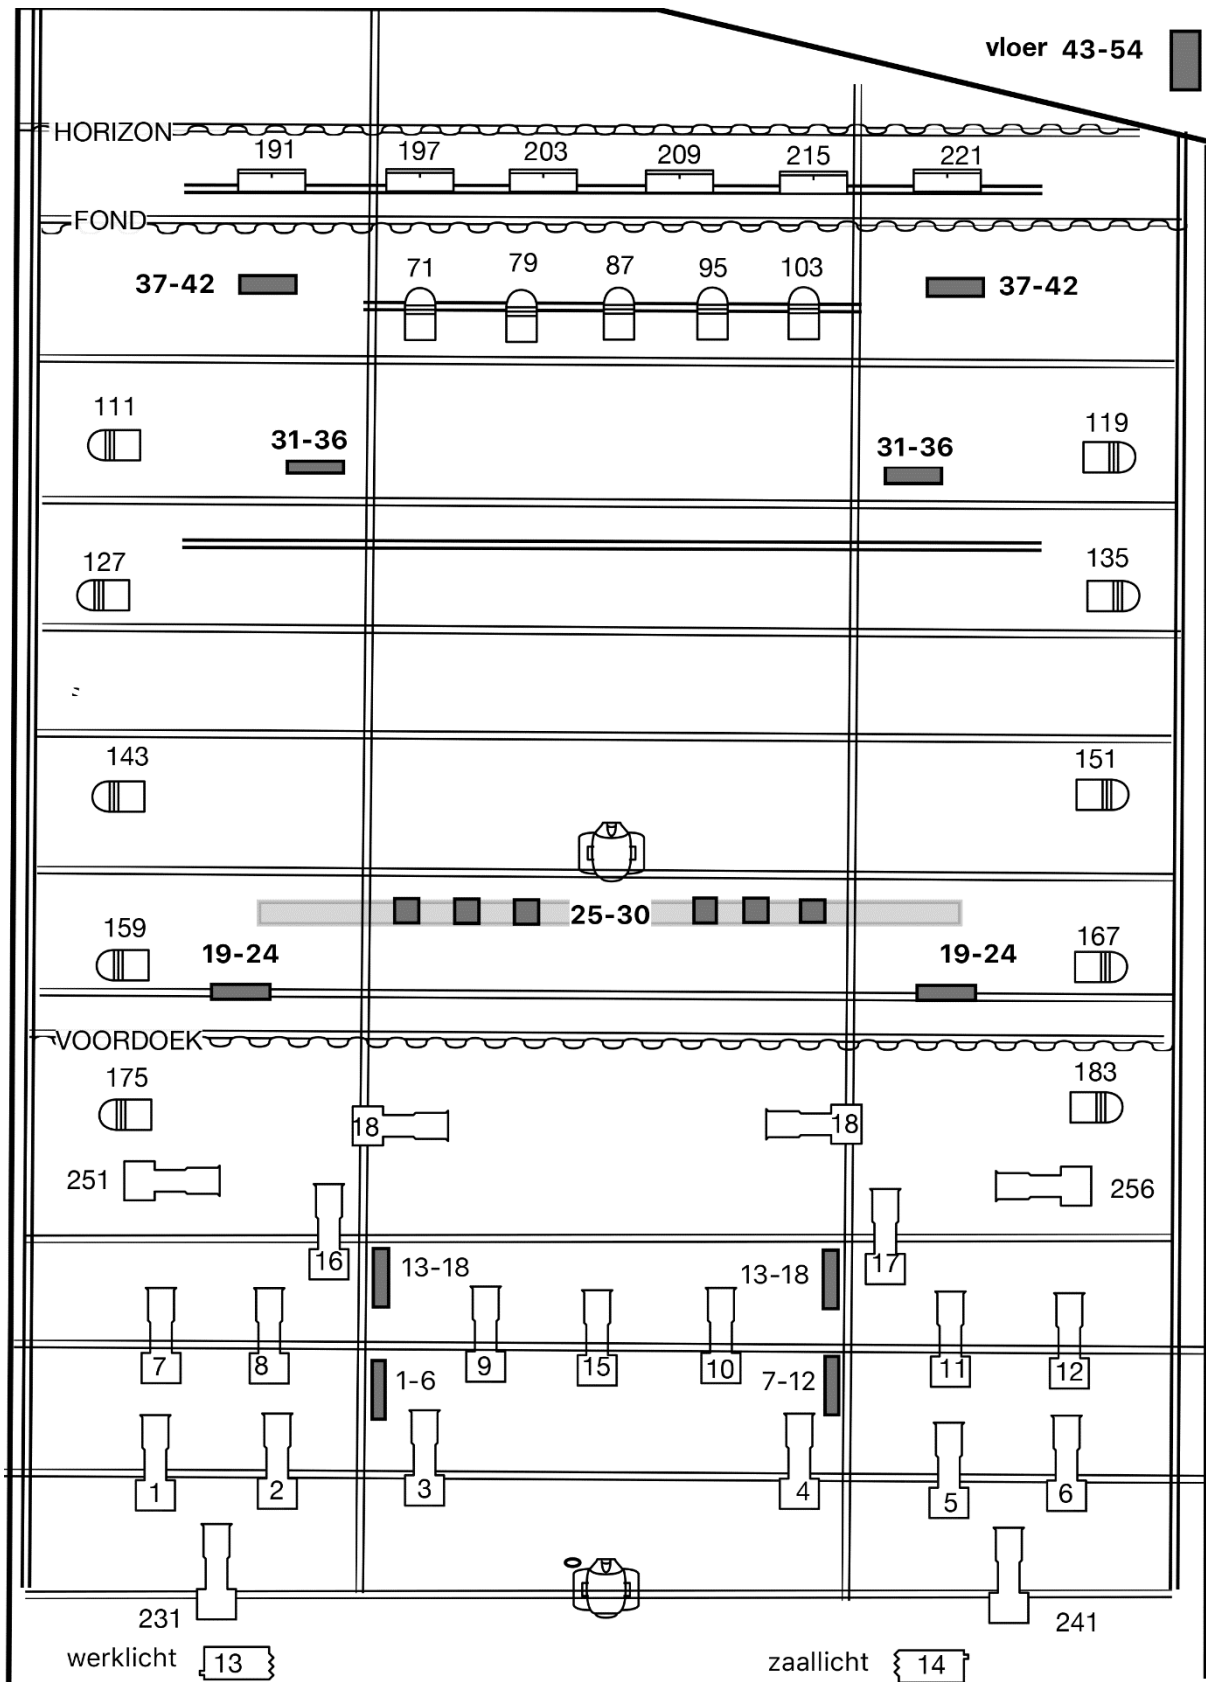 vloer 43-54
HORIZON
191 197 203 209 215 221
FOND
71 79 87 95 103
37-42 37-42
111 119
31-36 31-36
127 135
143 151
25-30
159 167
19-24 19-24
VOORDOEK
175 183
18 18
251 256
16 17
13-18 13-18
7 8 9 15 10 11 12
1-6 7-12
1 2 3 4 5 6
231 241
werklicht 13 zaallicht 14